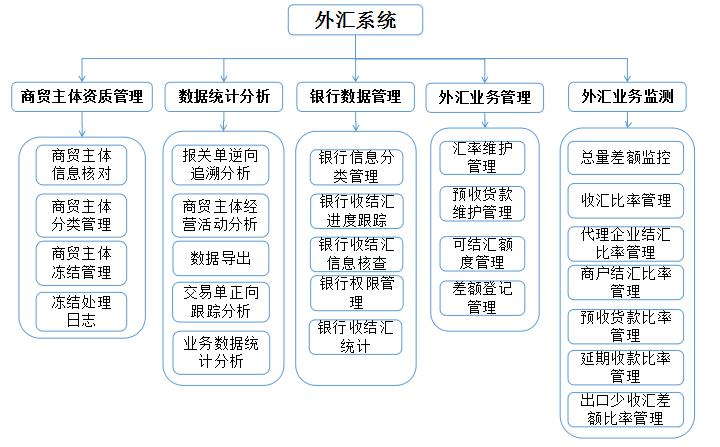 外汇系统
商贸主体资质管理
数据统计分析
银行数据管理
外汇业务管理
外汇业务监测
商贸主体
信息核对
商贸主体
分类管理
商贸主体
冻结管理
冻结处理
日志
报关单逆向
追溯分析
商贸主体经
营活动分析
数据导出
交易单正向
跟踪分析
业务数据统
计分析
银行信息分
类管理
银行收结汇
进度跟踪
银行收结汇
信息核查
银行权限管
理
银行收结汇
统计
汇率维护
管理
预收货款
维护管理
可结汇额
度管理
差额登记
管理
总量差额监控
收汇比率管理
代理企业结汇
比率管理
商户结汇比率
管理
预收货款比率
管理
延期收款比率
管理
出口少收汇差
额比率管理